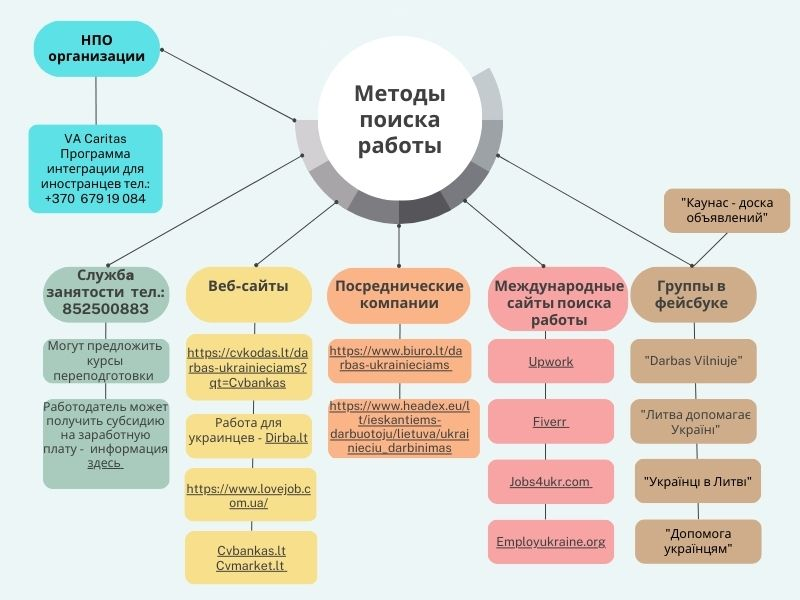 НПО
организации
Методы
поиска
работы
VA Caritas
Программа
интеграции для
иностранцев тел.:
+370 679 19 084
"Каунас - доска
объявлений"
Служба
занятости тел.:
852500883
Могут предложить
курсы
переподготовки
Работодатель может
получить субсидию
на заработную
плату - информация
здесь
Веб-сайты
https://cvkodas.lt/da
rbas-ukrainieciams?
qt=Cvbankas
Работа для
украинцев - Dirba.lt
https://www.lovejob.c
om.ua/
Cvbankas.lt
Cvmarket.lt
Посреднические
компании
https://www.biuro.lt/da
rbas-ukrainieciams
https://www.headex.eu/l
t/ieskantiems-
darbuotoju/lietuva/ukrai
nieciu_darbinimas
Международные
сайты поиска
работы
Upwork
Fiverr
Jobs4ukr.com
Employukraine.org
Группы в
фейсбуке
"Darbas Vilniuje"
"Литва допомагає
Україні"
"Українці в Литві"
"Допомога
українцям"